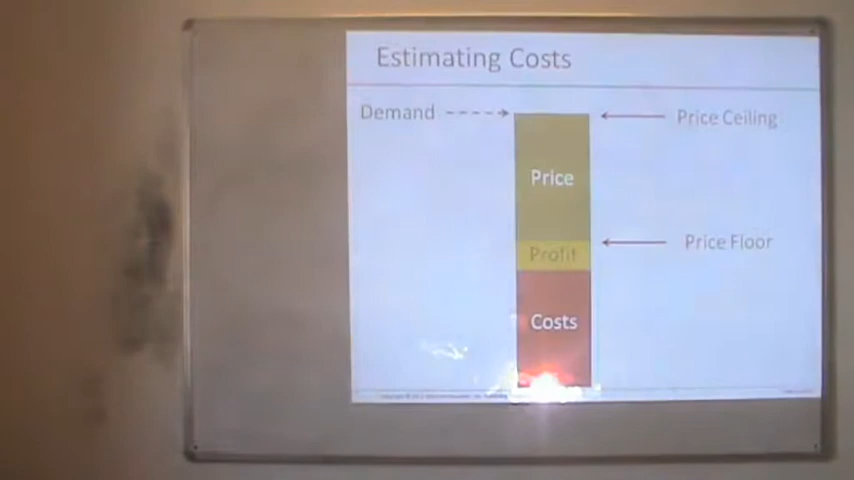 Estimating Costs
Demand
Price Ceiling
Price
Price Floor
Profit
Costs